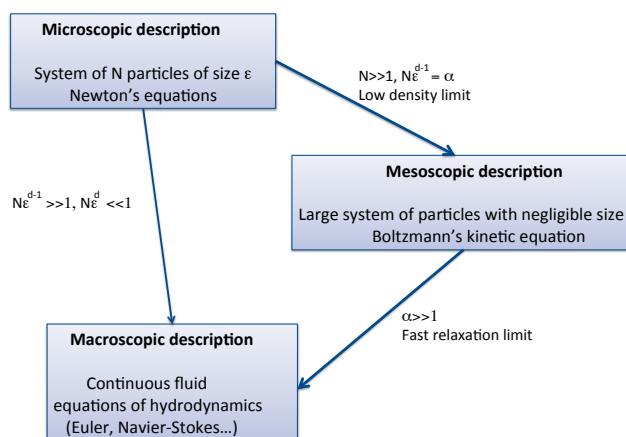 Microscopic description
System of N particles of size ε
Newton's equations
N>>1, Nε^{d-1} = α
Low density limit
Nε^{d-1} >>1, Nε^{d} <<1
Mesoscopic description
Large system of particles with negligible size
Boltzmann's kinetic equation
α>>1
Fast relaxation limit
Macroscopic description
Continuous fluid
equations of hydrodynamics
(Euler, Navier-Stokes...)